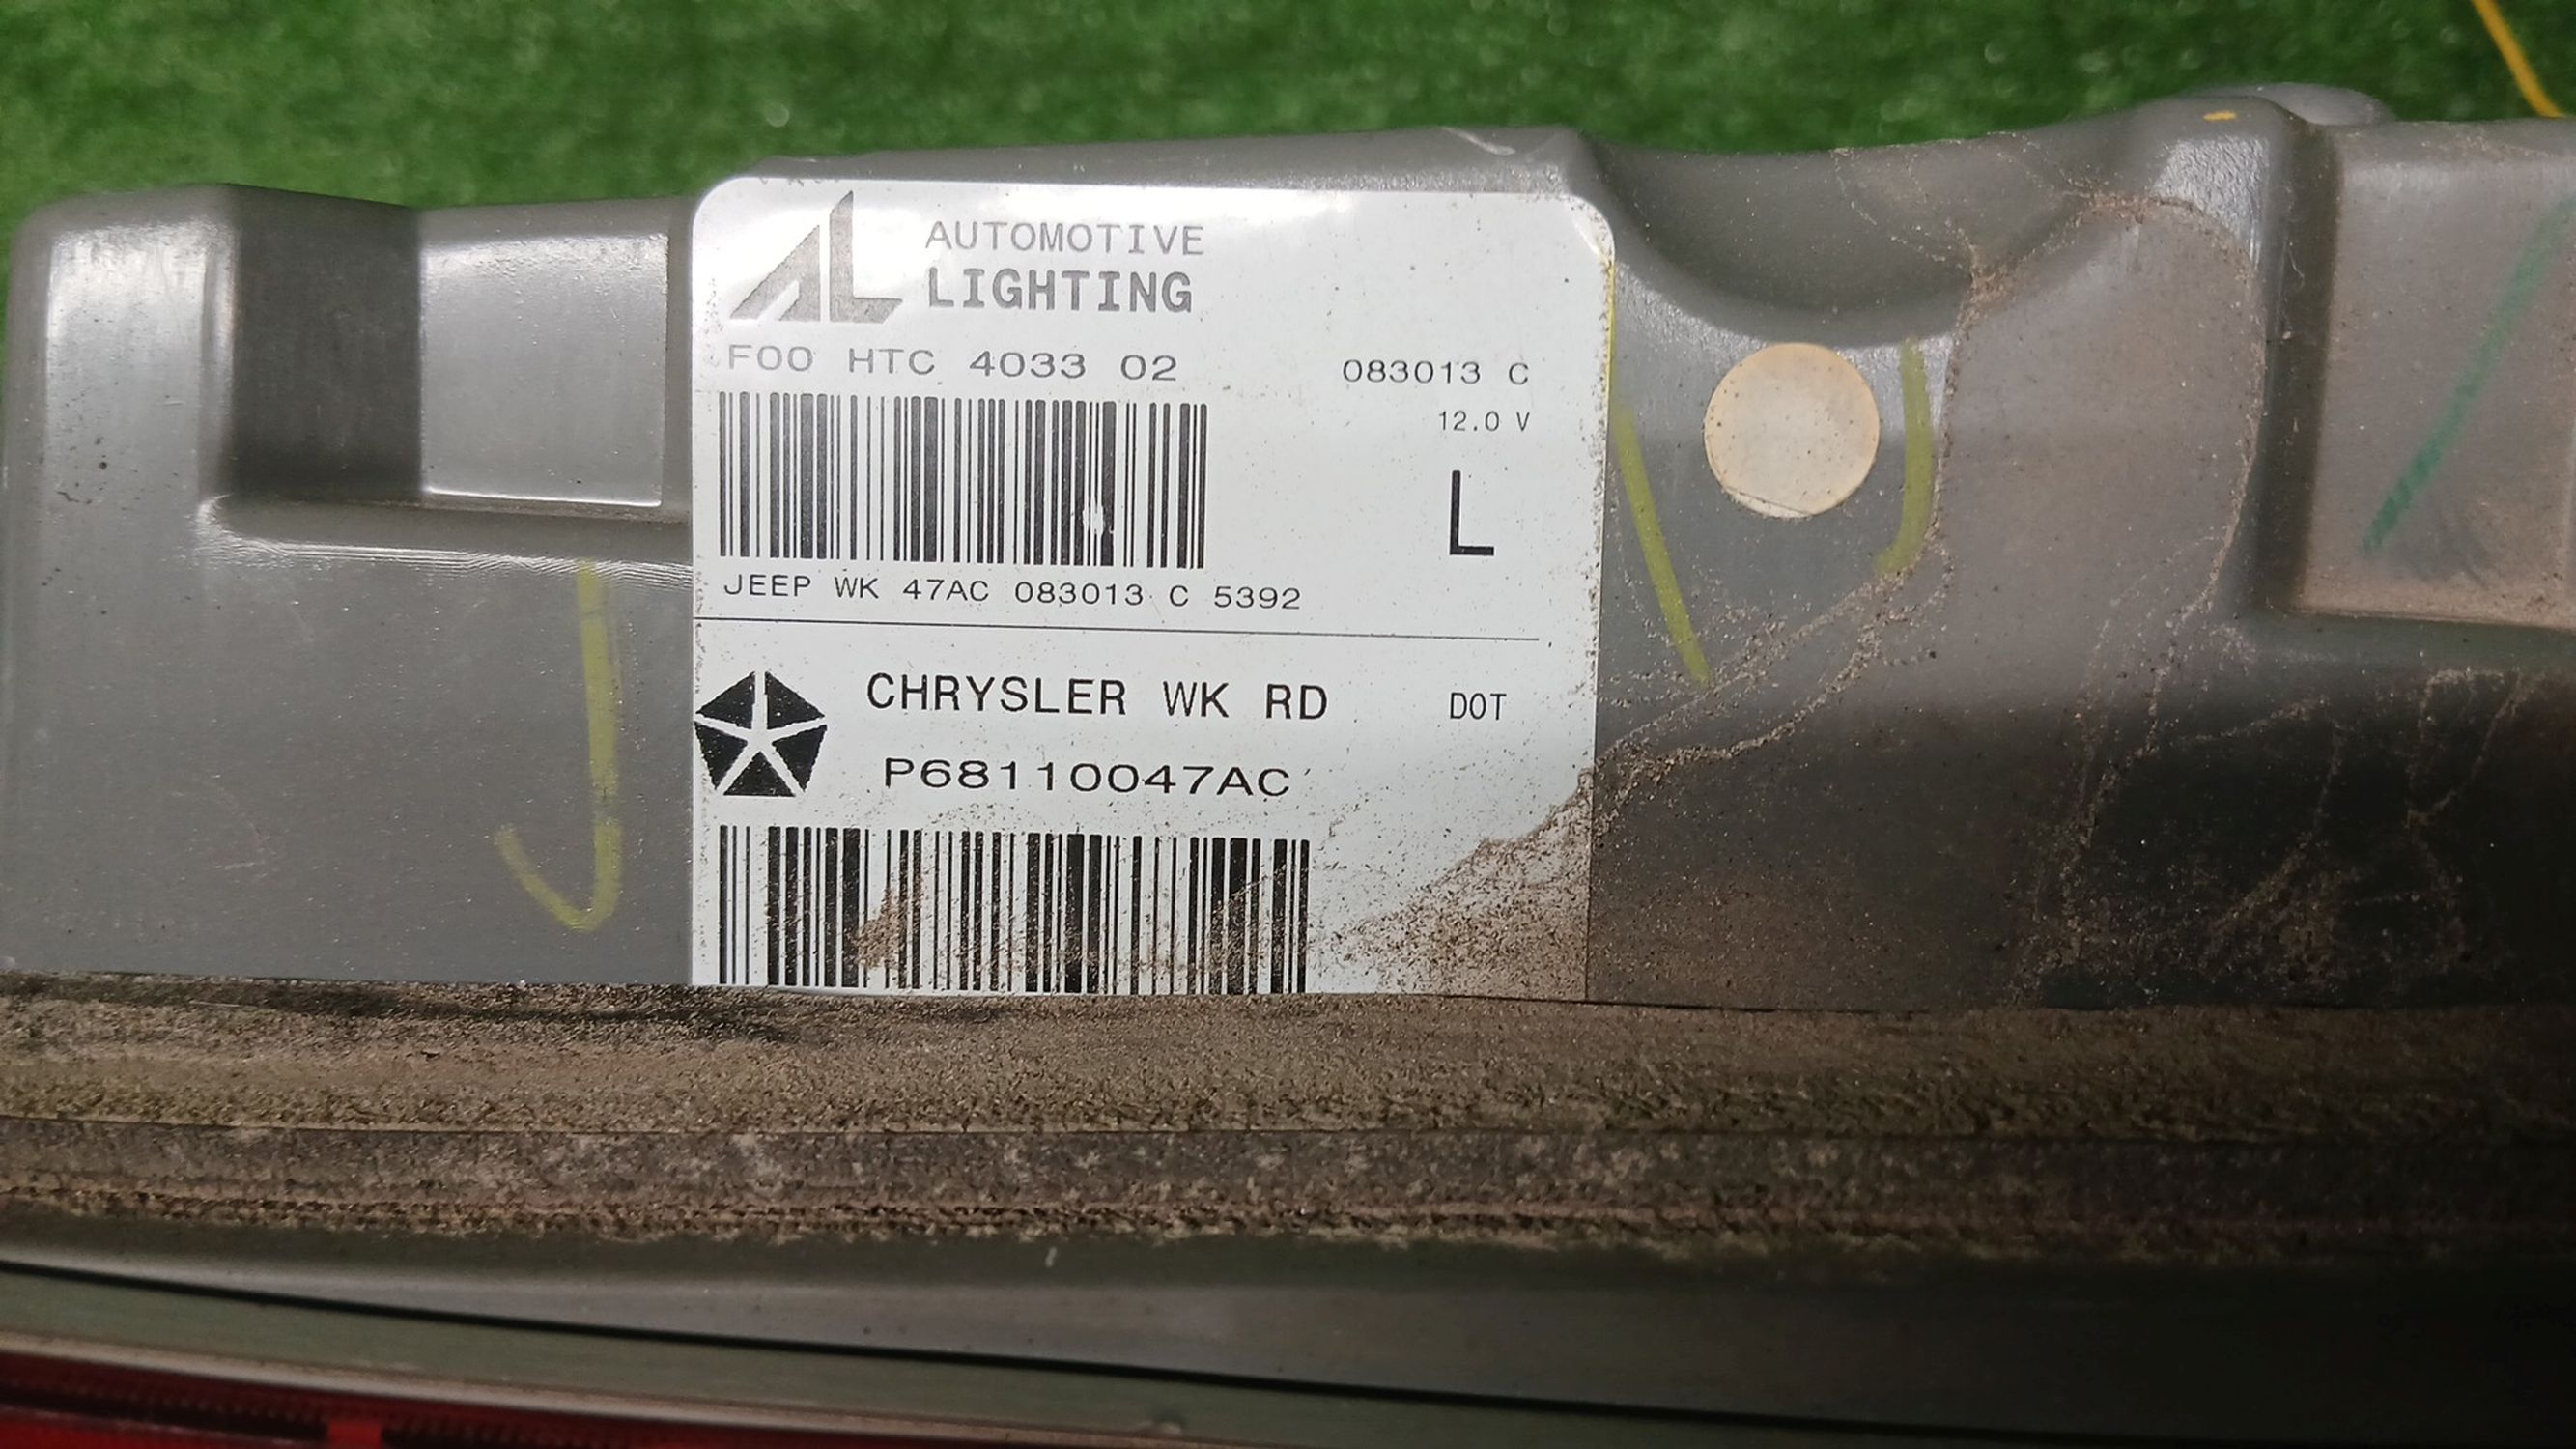 AL
AUTOMOTIVE
LIGHTING
F00 HTC 4033 02
083013 C
12.0 V
L
JEEP WK 47AC 083013 C 5392
CHRYSLER WK RD
DOT
P68110047AC